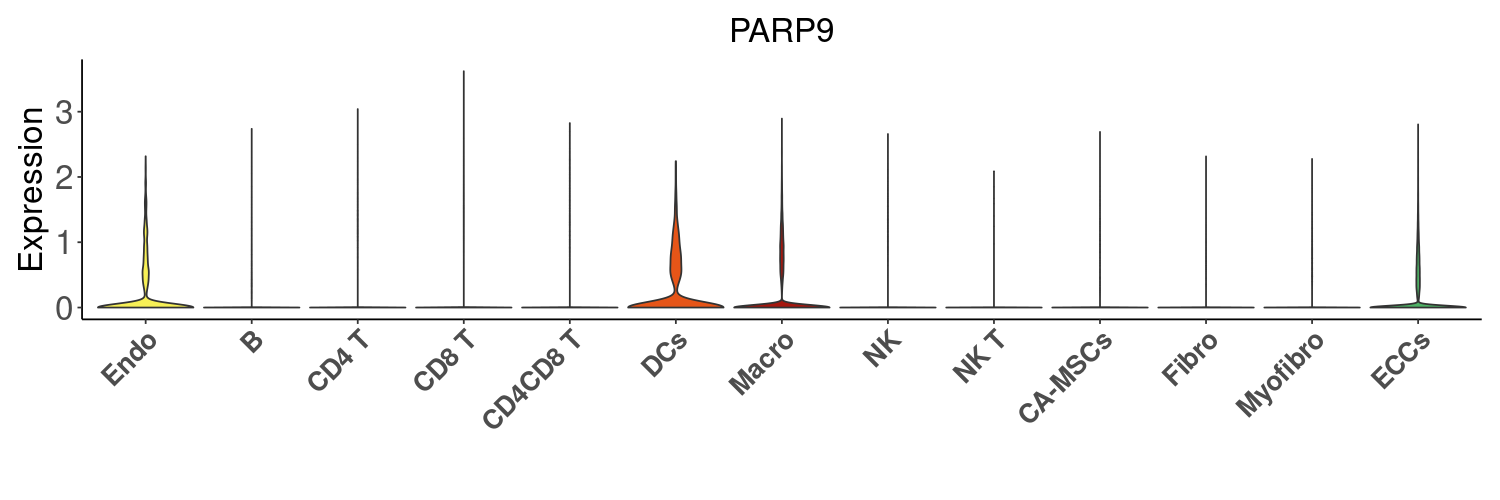 PARP9
Expression
3
2
1
0
Endo
B
CD4 T
CD8 T
CD4CD8 T
DCs
Macro
NK
NK T
CA-MSCs
Fibro
Myofibro
ECCs